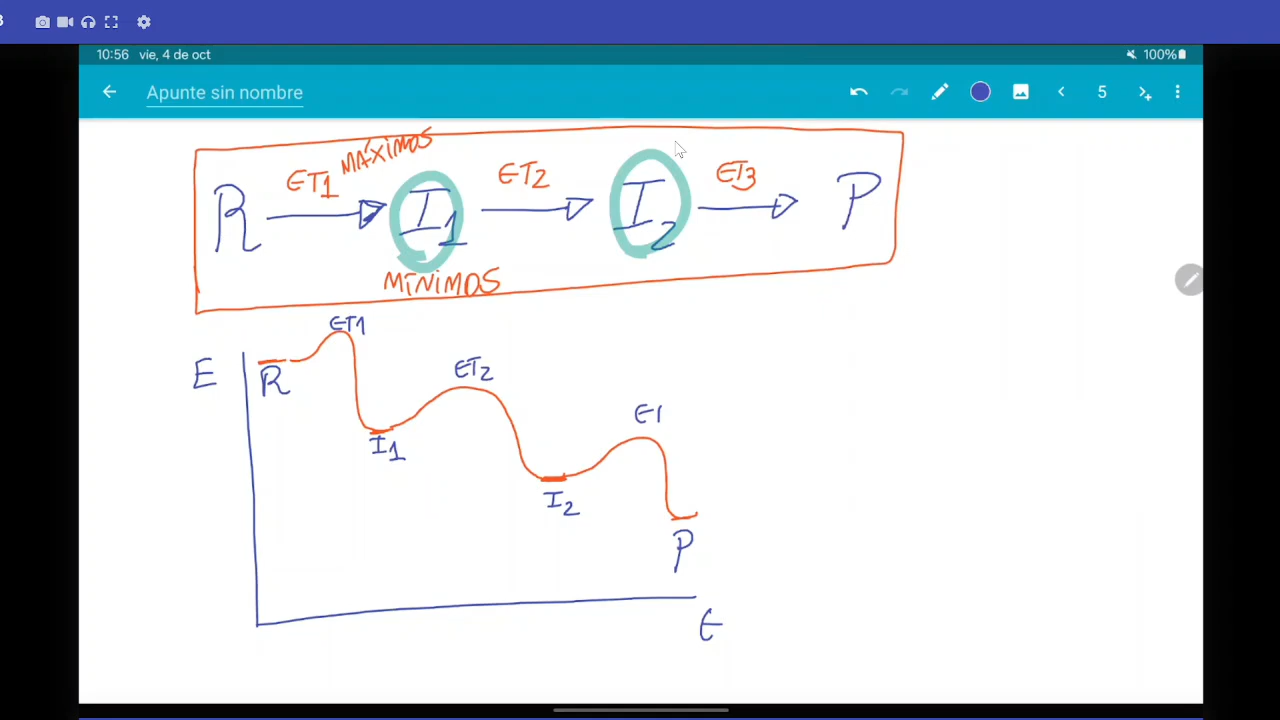 3
10:56 vie, 4 de oct
100%
Apunte sin nombre
5
R ET1 MÁXIMOS I1 ET2 I2 ET3 P
MÍNIMOS
E
R
ET1
ET2
I1
ET
I2
P
t